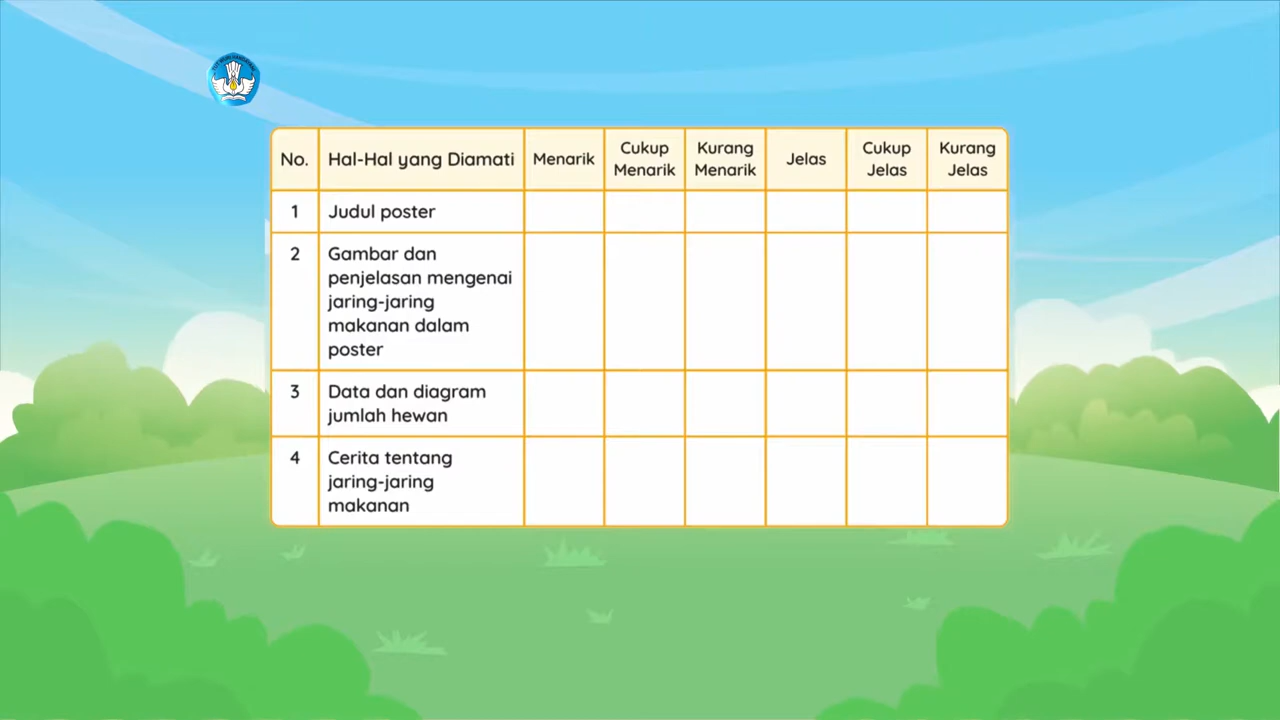 No. Hal-Hal yang Diamati Menarik Cukup Menarik Kurang Menarik Jelas Cukup Jelas Kurang Jelas
1 Judul poster
2 Gambar dan
penjelasan mengenai
jaring-jaring
makanan dalam
poster
3 Data dan diagram
jumlah hewan
4 Cerita tentang
jaring-jaring
makanan